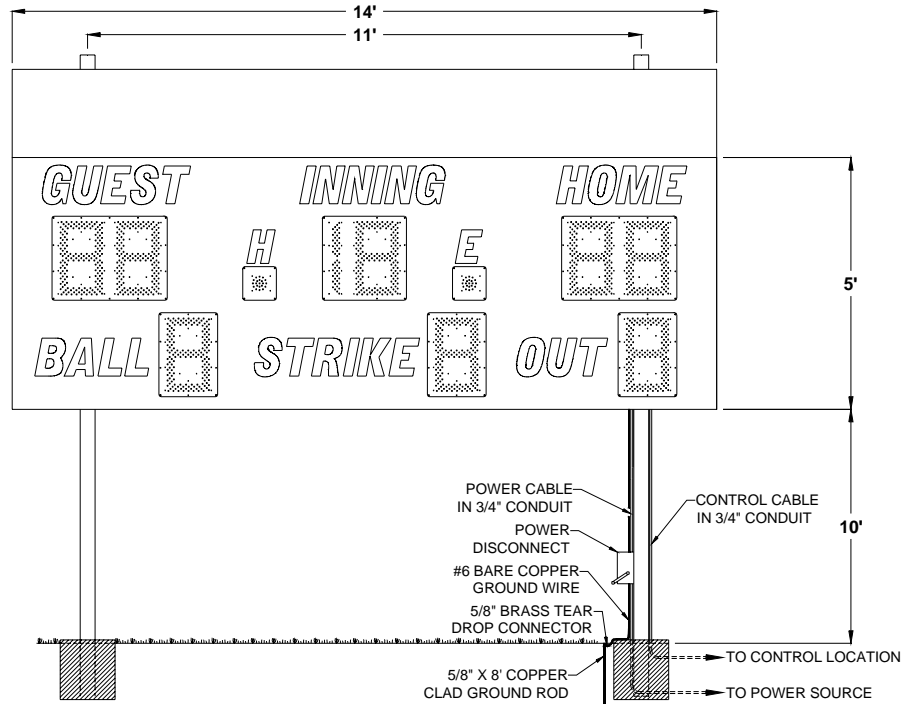 14'
11'
GUEST
INNING
HOME
H
E
5'
BALL
STRIKE
OUT
POWER CABLE
IN 3/4" CONDUIT
CONTROL CABLE
IN 3/4" CONDUIT
10'
POWER
DISCONNECT
#6 BARE COPPER
GROUND WIRE
5/8" BRASS TEAR
DROP CONNECTOR
5/8" X 8' COPPER
CLAD GROUND ROD
TO CONTROL LOCATION
TO POWER SOURCE